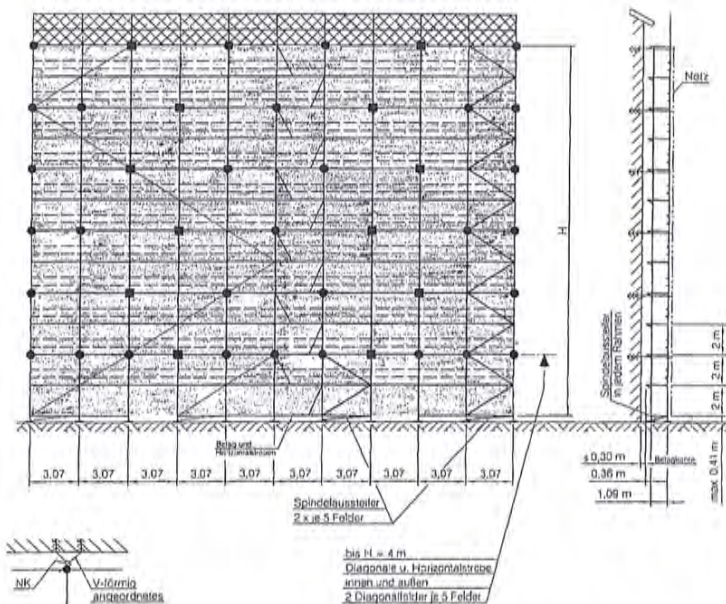 Netz
H
Spindelaussteifer
in jedem Rahmen
2 m
2 m
2 m
max. 0,41 m
Belag und
3,07 3,07 3,07 3,07 3,07 3,07 3,07 3,07 3,07 3,07
≤ 0,30 m
0,36 m
1,09 m
Belagkante
Spindelaussteifer
2 x je 5 Felder
bis H = 4 m
Diagonale u. Horizontalstrebe
innen und außen
2 Diagonalfelder je 5 Felder
NK
V-förmig
angeordnetes